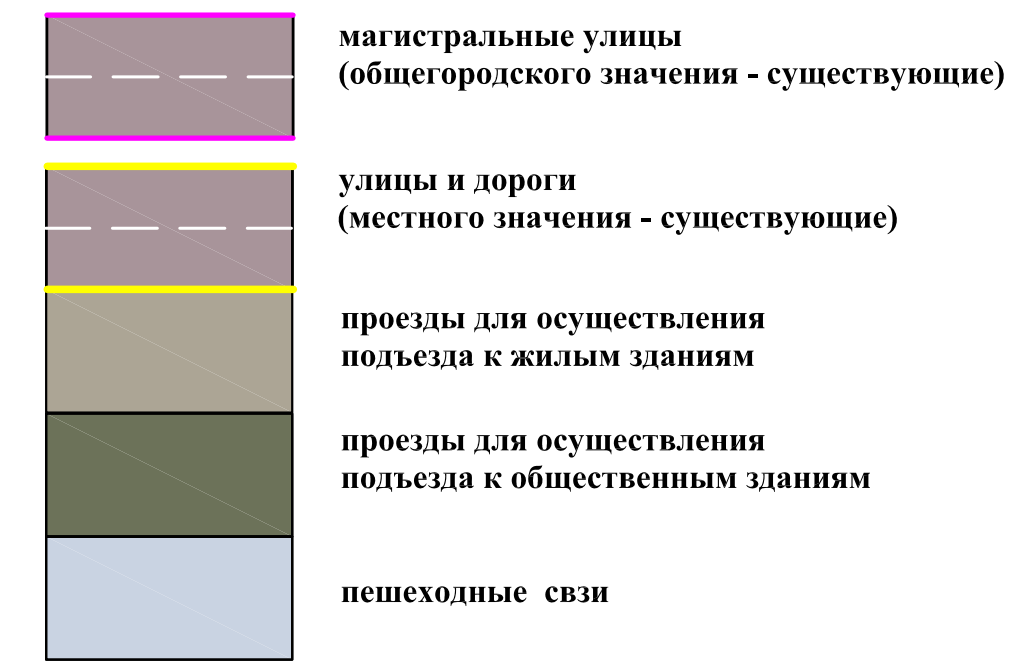 магистральные улицы
(общегородского значения - существующие)
улицы и дороги
(местного значения - существующие)
проезды для осуществления
подъезда к жилым зданиям
проезды для осуществления
подъезда к общественным зданиям
пешеходные свзи